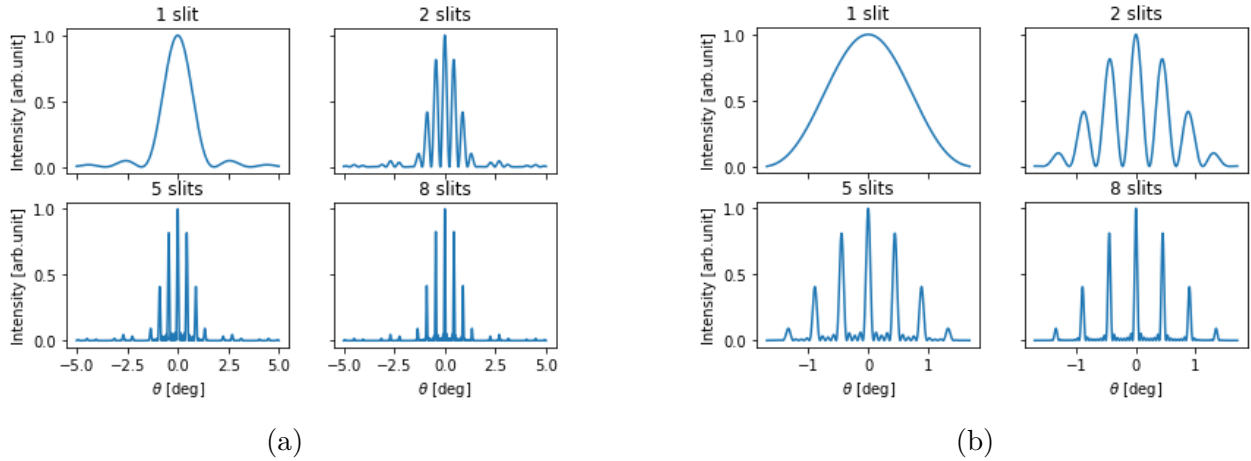 1 slit
2 slits
1.0
0.5
0.0
Intensity [arb.unit]
5 slits
8 slits
1.0
0.5
0.0
Intensity [arb.unit]
−5.0 −2.5 0.0 2.5 5.0
θ [deg]
−5.0 −2.5 0.0 2.5 5.0
θ [deg]
(a)
1 slit
2 slits
1.0
0.5
0.0
Intensity [arb.unit]
5 slits
8 slits
1.0
0.5
0.0
Intensity [arb.unit]
−1 0 1
θ [deg]
−1 0 1
θ [deg]
(b)